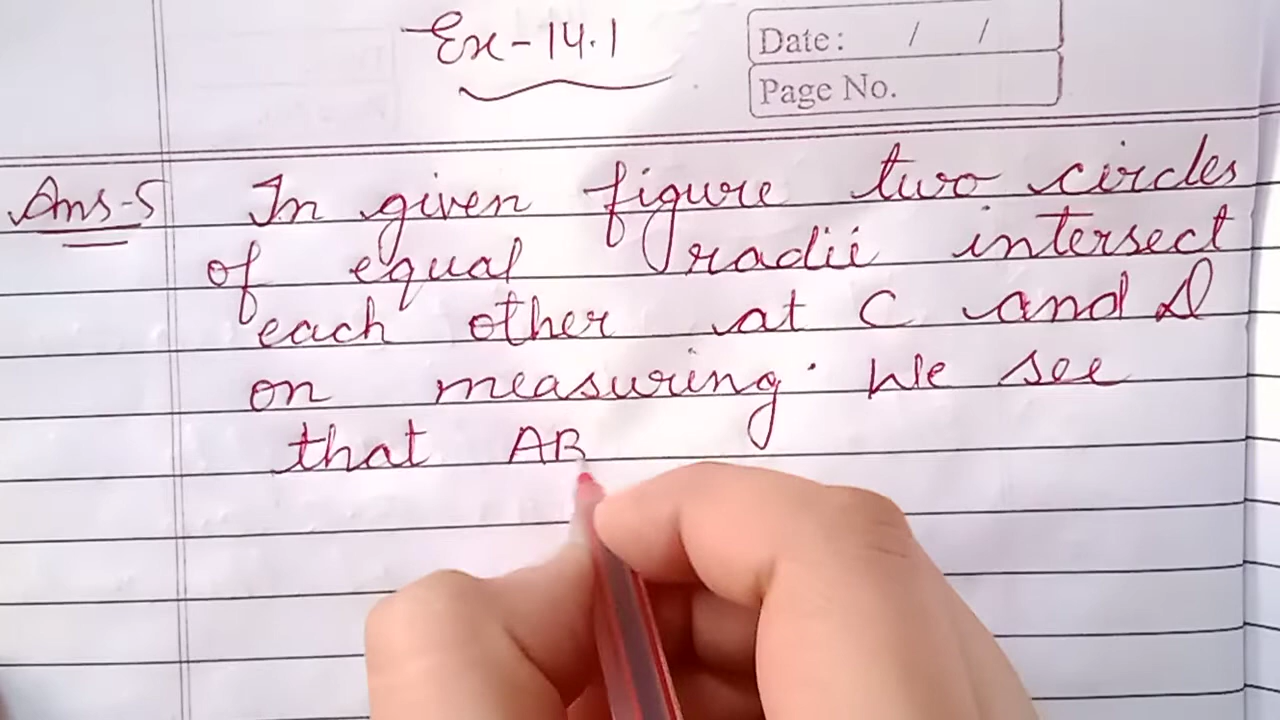 Ex-14.1
Date: / /
Page No.
Ans-5 In given figure two circles
of equal radii intersect
each other at C and D
on measuring. We see
that AB